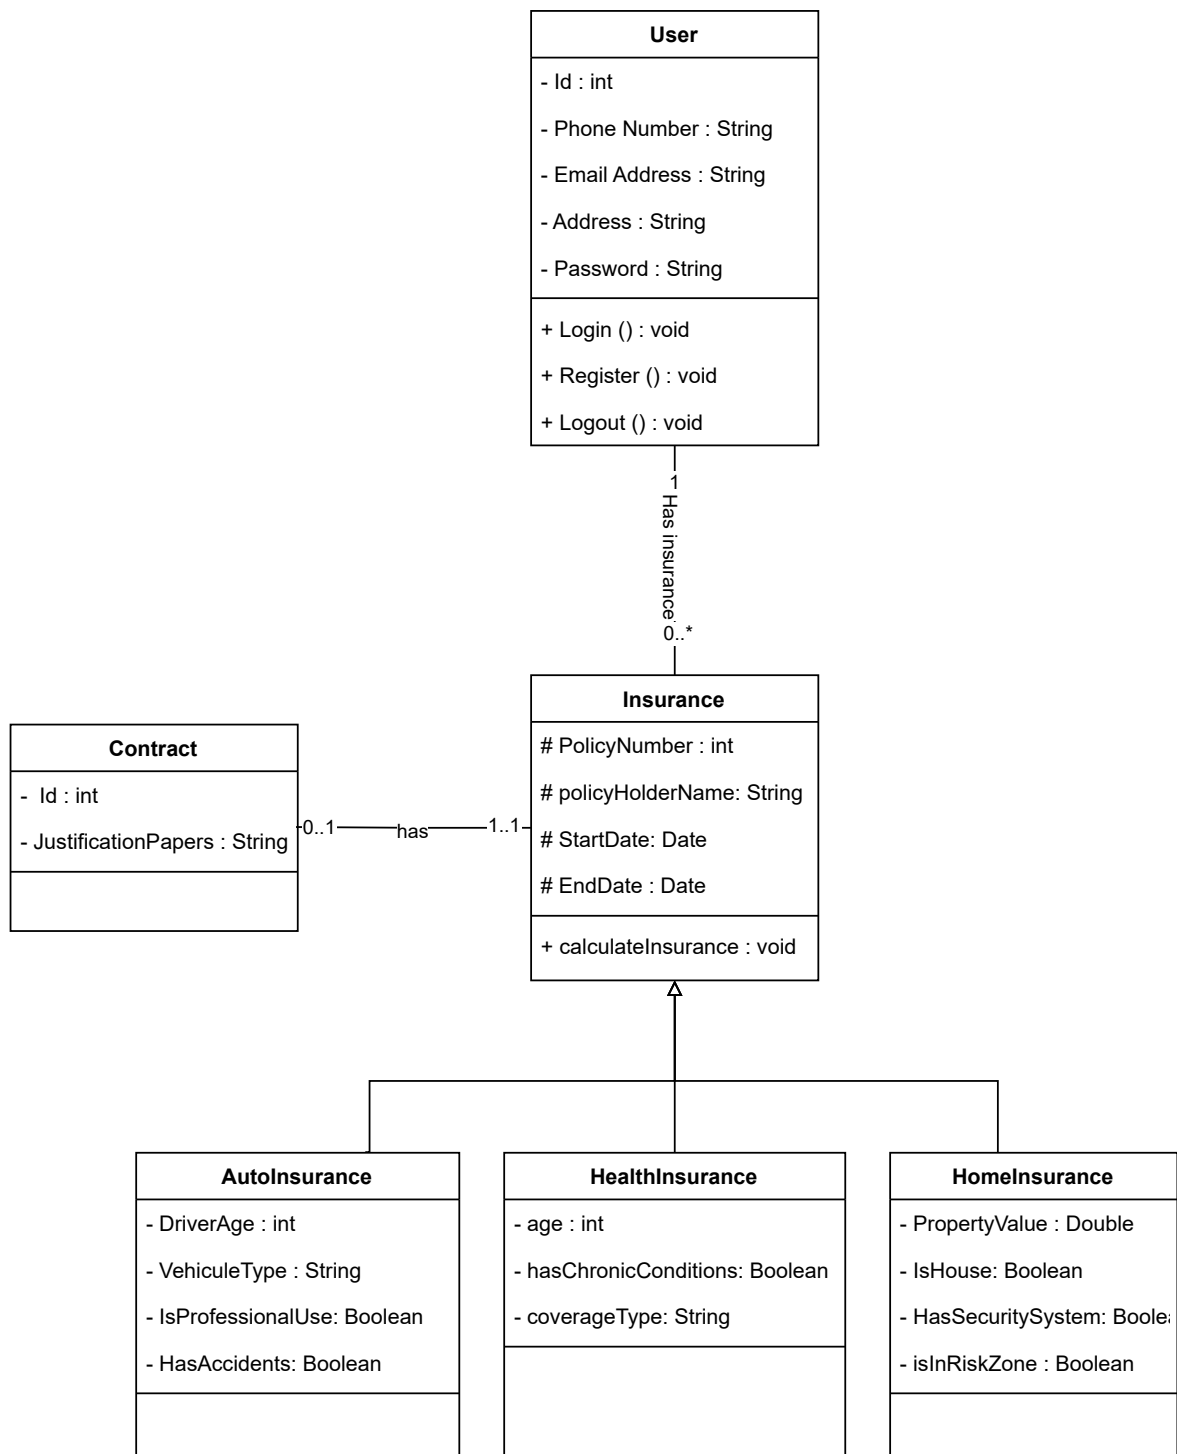 User
- Id : int
- Phone Number : String
- Email Address : String
- Address : String
- Password : String
+ Login () : void
+ Register () : void
+ Logout () : void
1
Has insurance
0..*
Insurance
# PolicyNumber : int
# policyHolderName: String
# StartDate: Date
# EndDate : Date
+ calculateInsurance : void
Contract
- Id : int
- JustificationPapers : String
0..1
has
1..1
AutoInsurance
- DriverAge : int
- VehiculeType : String
- IsProfessionalUse: Boolean
- HasAccidents: Boolean
HealthInsurance
- age : int
- hasChronicConditions: Boolean
- coverageType: String
HomeInsurance
- PropertyValue : Double
- IsHouse: Boolean
- HasSecuritySystem: Boolea
- isInRiskZone : Boolean